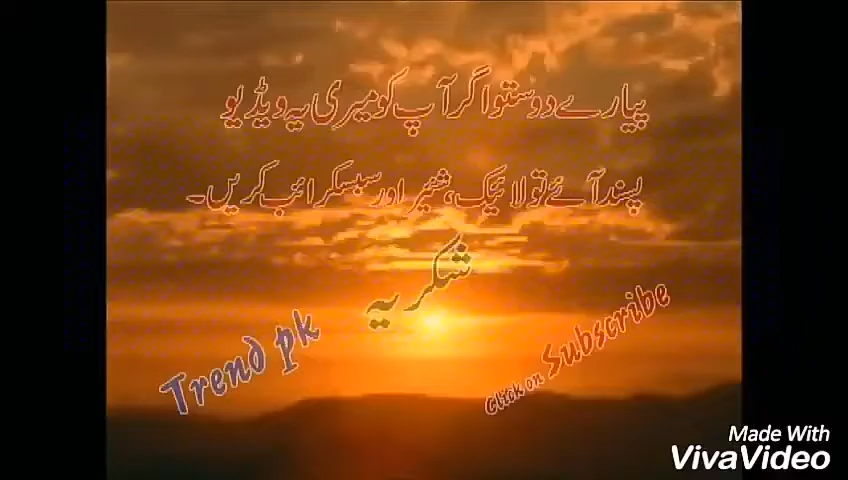 پیارے دوستو اگر آپ کو میری یہ ویڈیو
پسند آئے تو لائیک، شئیر اور سبسکرائب کریں۔
شکریہ
Trend pk
Click on Subscribe
Made With
VivaVideo